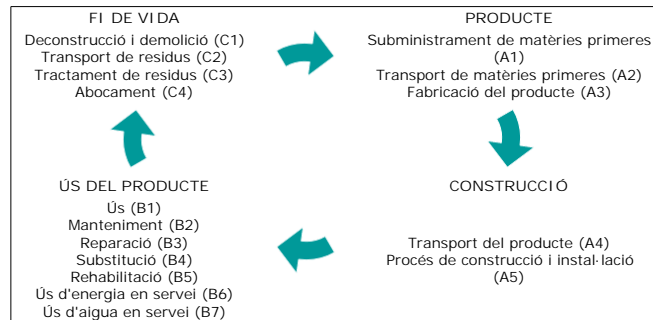 FI DE VIDA
Deconstrucció i demolició (C1)
Transport de residus (C2)
Tractament de residus (C3)
Abocament (C4)
PRODUCTE
Subministrament de matèries primeres
(A1)
Transport de matèries primeres (A2)
Fabricació del producte (A3)
ÚS DEL PRODUCTE
Ús (B1)
Manteniment (B2)
Reparació (B3)
Substitució (B4)
Rehabilitació (B5)
Ús d'energia en servei (B6)
Ús d'aigua en servei (B7)
CONSTRUCCIÓ
Transport del producte (A4)
Procés de construcció i instal·lació
(A5)